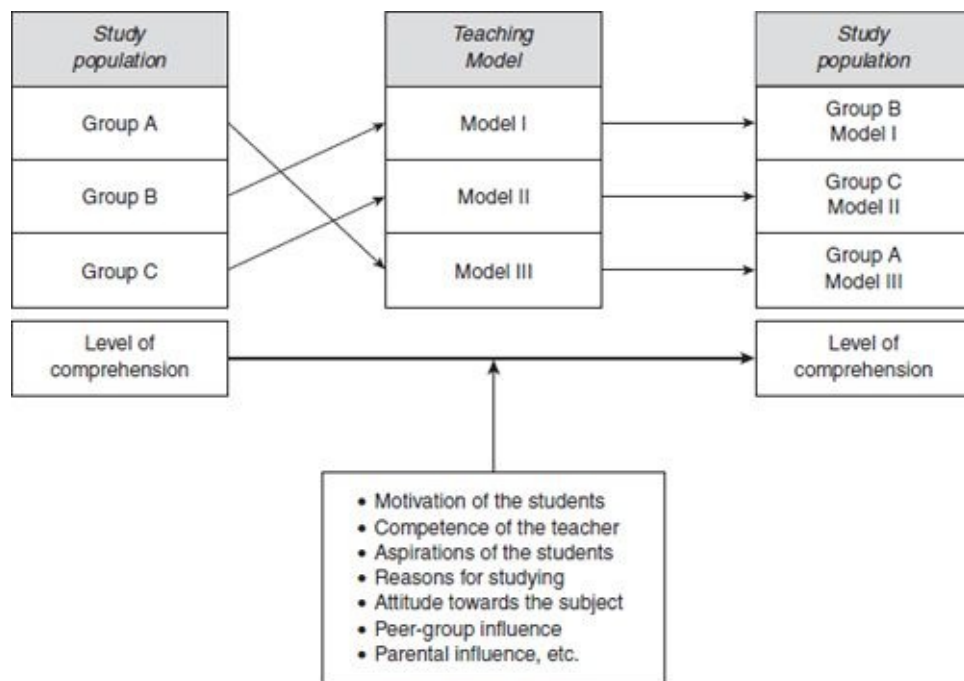 Study
population
Teaching
Model
Study
population
Group A
Model I
Group B
Model I
Group B
Model II
Group C
Model II
Group C
Model III
Group A
Model III
Level of
comprehension
Level of
comprehension
• Motivation of the students
• Competence of the teacher
• Aspirations of the students
• Reasons for studying
• Attitude towards the subject
• Peer-group influence
• Parental influence, etc.